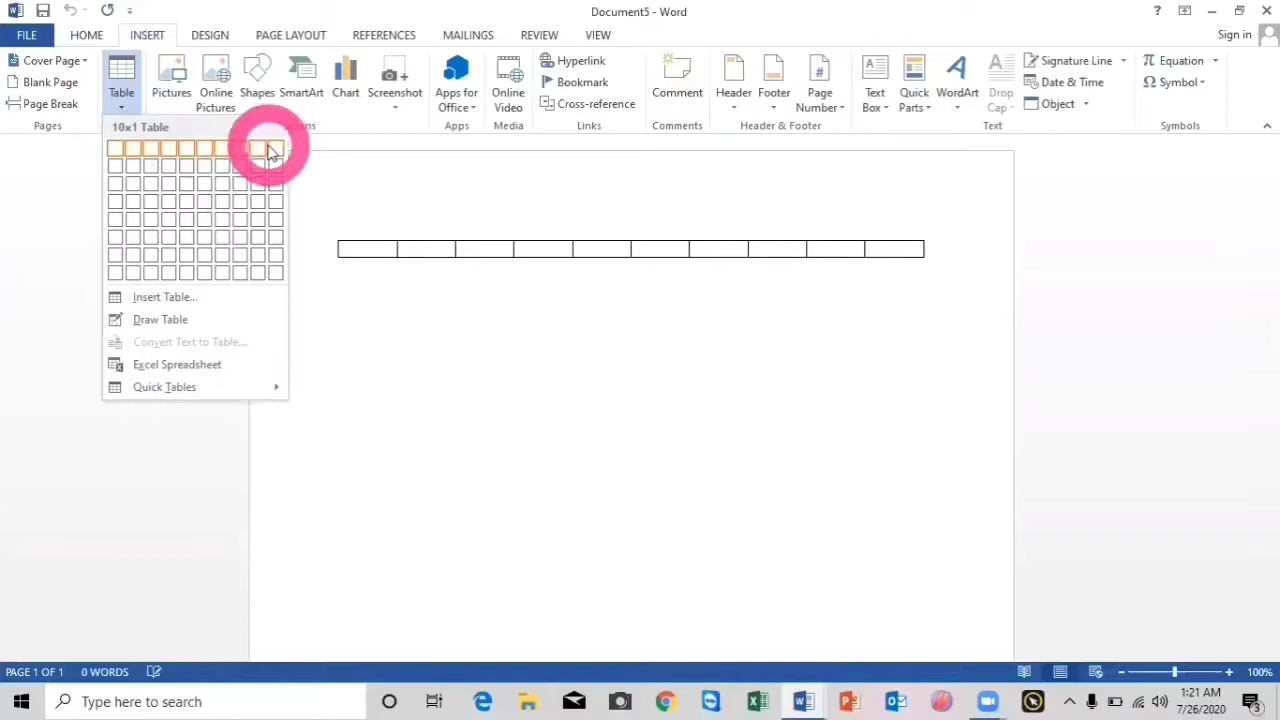 Document5 - Word
Sign in
FILE HOME INSERT DESIGN PAGE LAYOUT REFERENCES MAILINGS REVIEW VIEW
Cover Page
Blank Page
Page Break
Pages
Table
Pictures
Online Pictures
Shapes
SmartArt
Chart
Screenshot
Apps for Office
Apps
Online Video
Media
Hyperlink
Bookmark
Cross-reference
Links
Comment
Comments
Header
Footer
Page Number
Header & Footer
Text Box
Quick Parts
WordArt
Drop Cap
Signature Line
Date & Time
Object
Text
Equation
Symbol
Symbols
10x1 Table
Insert Table...
Draw Table
Convert Text to Table...
Excel Spreadsheet
Quick Tables
PAGE 1 OF 1 0 WORDS
100%
Type here to search
1:21 AM
7/26/2020